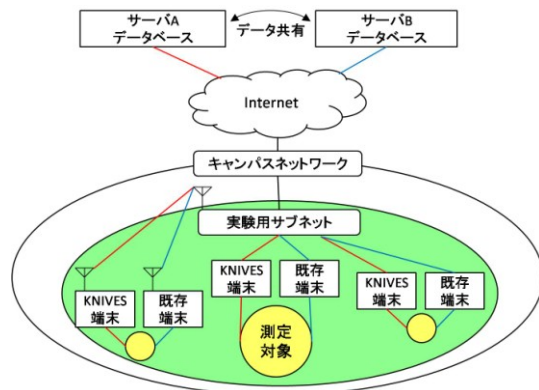 サーバA
データベース
データ共有
サーバB
データベース
Internet
キャンパスネットワーク
実験用サブネット
KNIVES
端末
既存
端末
KNIVES
端末
既存
端末
KNIVES
端末
既存
端末
測定
対象